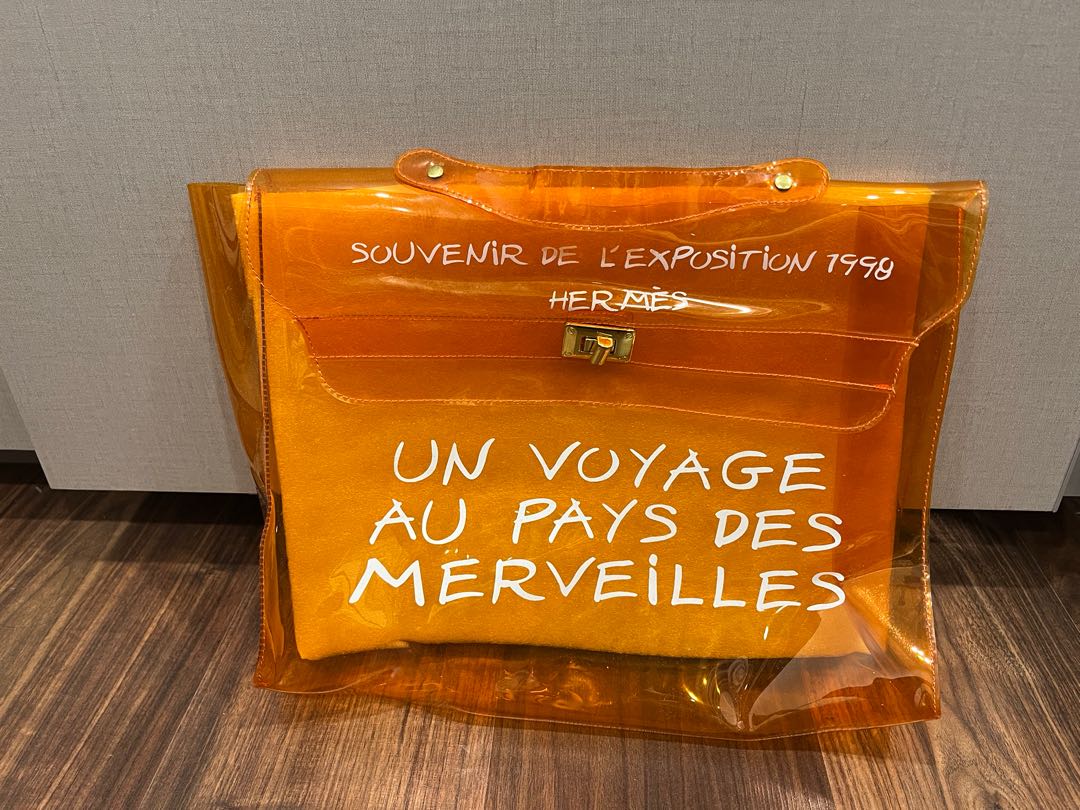 SOUVENIR DE L'EXPOSITION 1998
HERMÈS
UN VOYAGE
AU PAYS DES
MERVEILLES